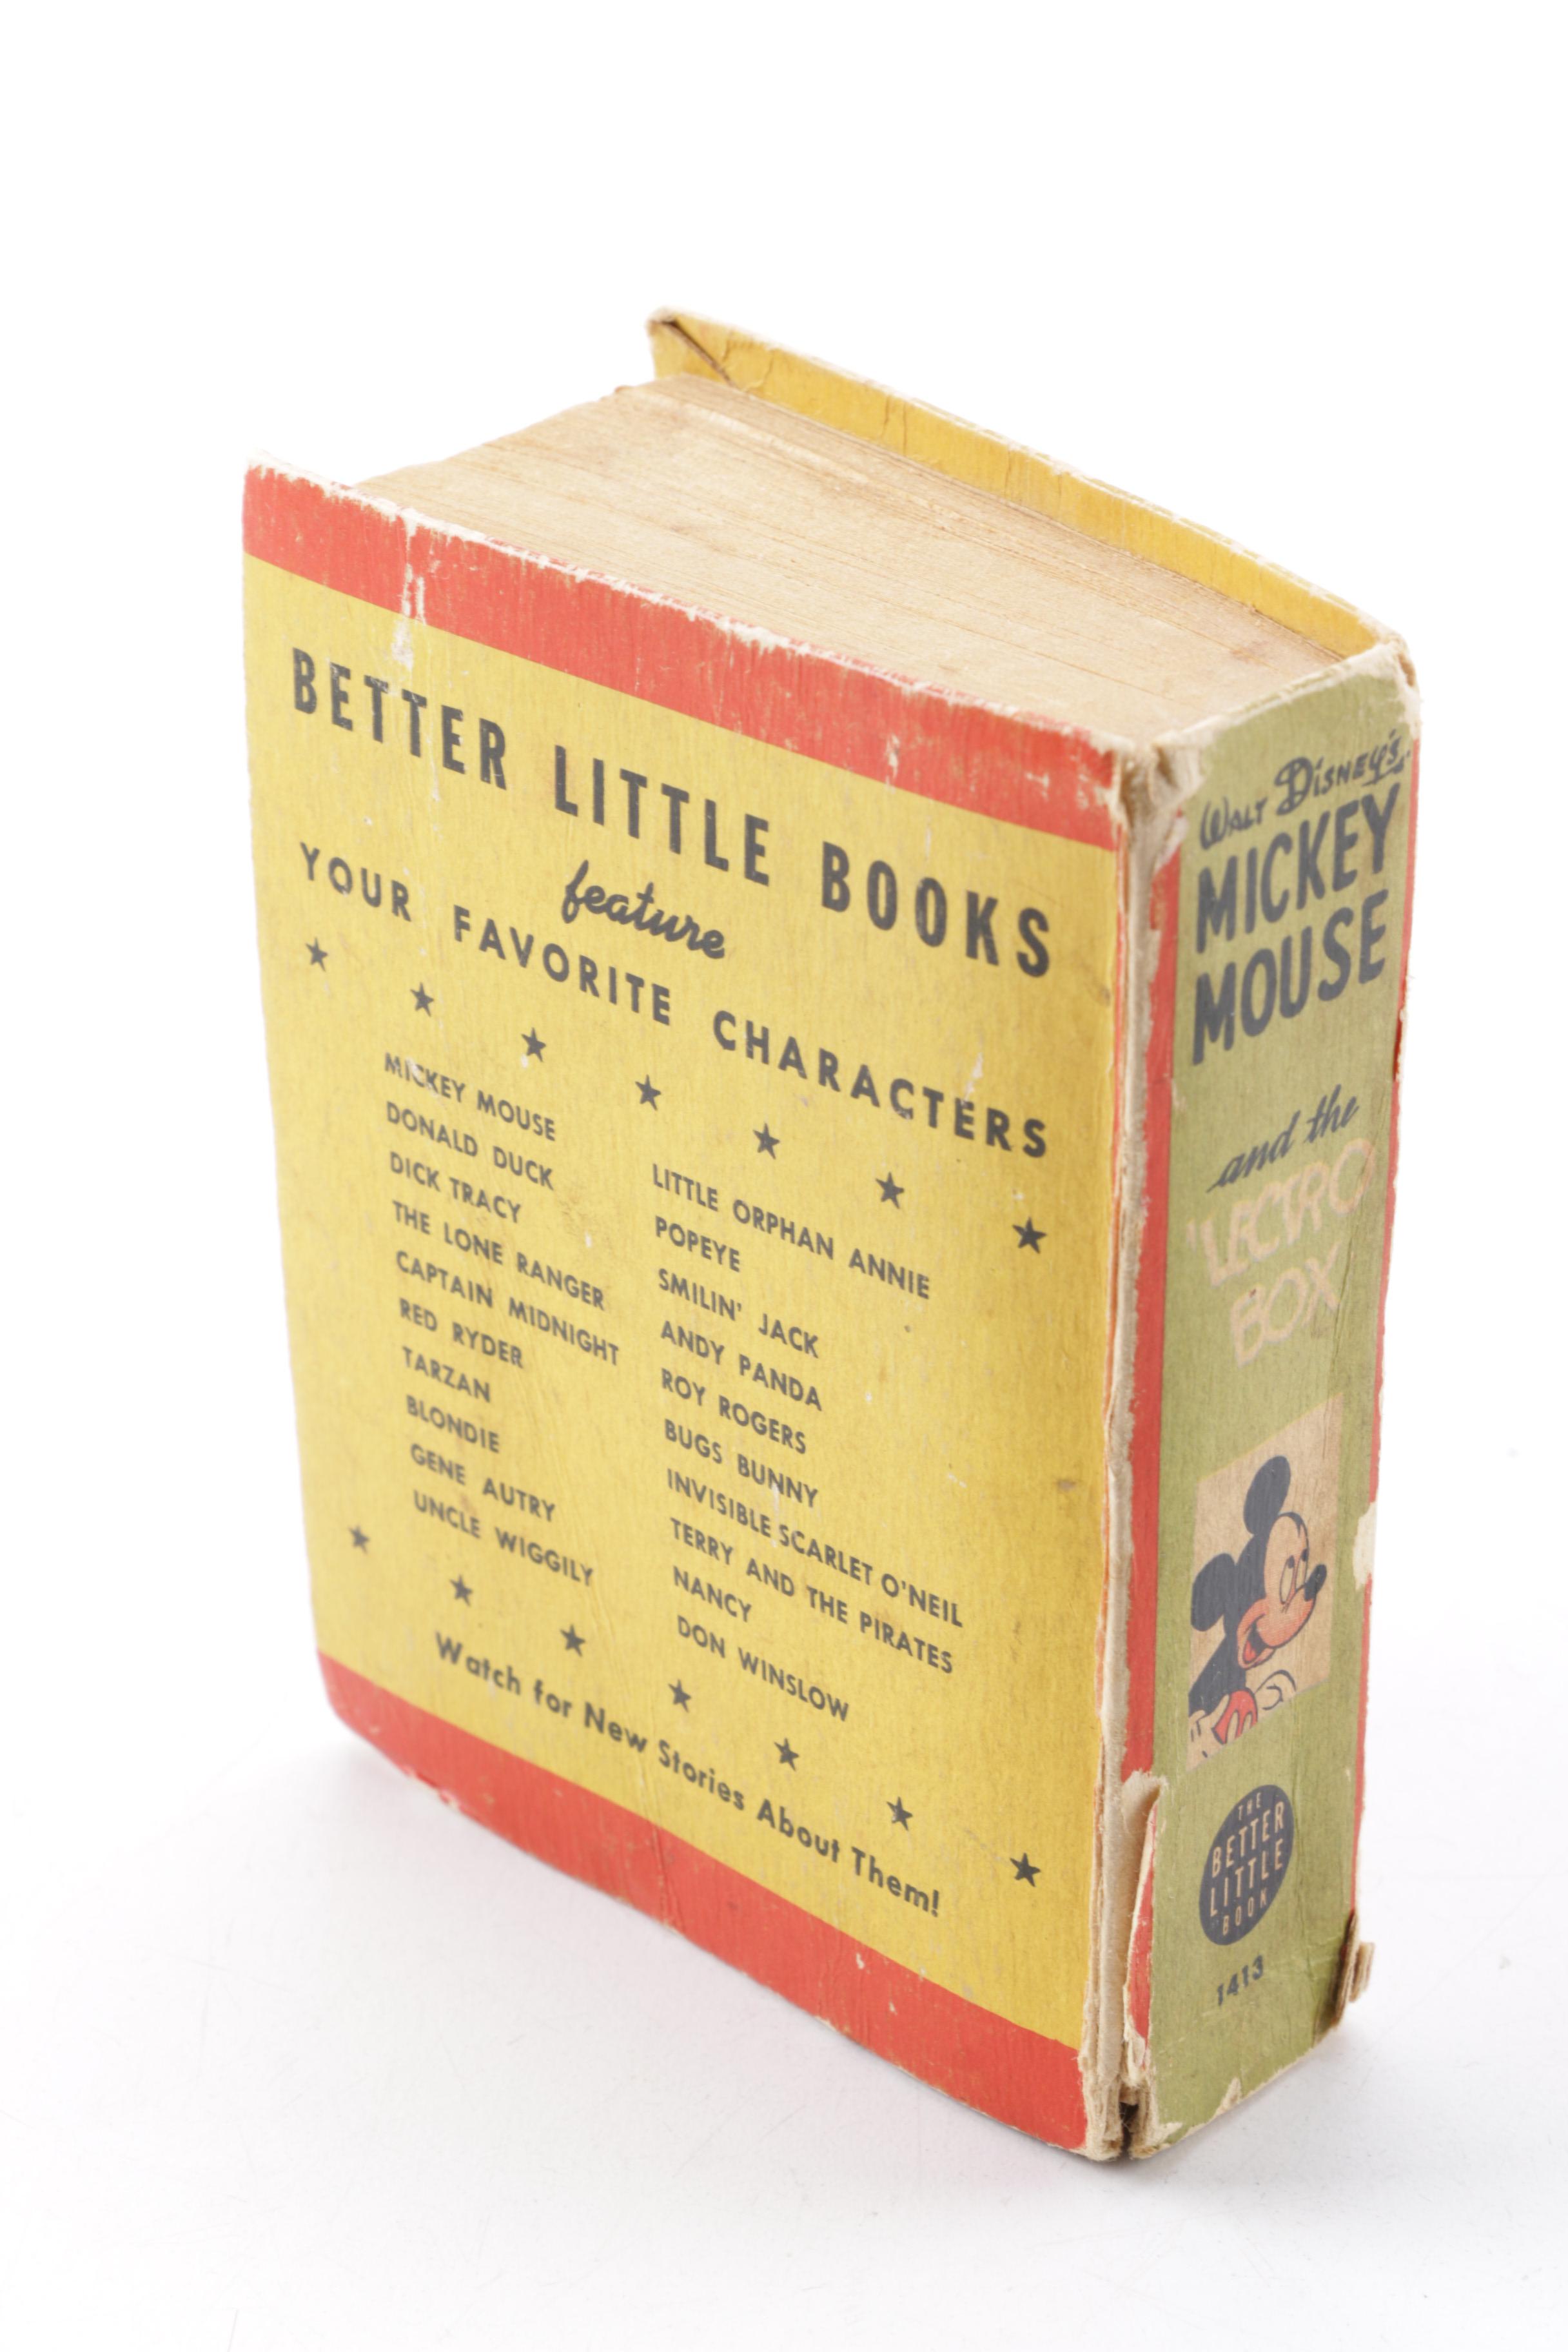 BETTER LITTLE BOOKS
feature
YOUR FAVORITE CHARACTERS
MICKEY MOUSE
DONALD DUCK
DICK TRACY
THE LONE RANGER
CAPTAIN MIDNIGHT
RED RYDER
TARZAN
BLONDIE
GENE AUTRY
UNCLE WIGGILY
LITTLE ORPHAN ANNIE
POPEYE
SMILIN' JACK
ANDY PANDA
ROY ROGERS
BUGS BUNNY
INVISIBLE SCARLET O'NEIL
TERRY AND THE PIRATES
NANCY
DON WINSLOW
Watch for New Stories About Them!
WALT DISNEY'S
MICKEY
MOUSE
and the
'LECTRO
BOX
THE
BETTER
LITTLE
BOOK
1413